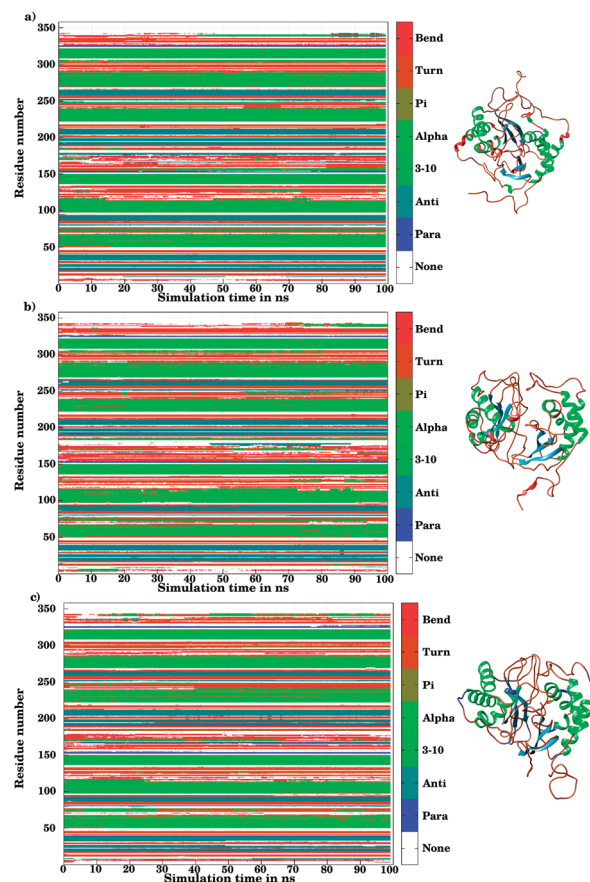 a)
350
300
250
200
150
100
50
Residue number
0 10 20 30 40 50 60 70 80 90 100
Simulation time in ns
Bend
Turn
Pi
Alpha
3-10
Anti
Para
None
b)
350
300
250
200
150
100
50
Residue number
0 10 20 30 40 50 60 70 80 90 100
Simulation time in ns
Bend
Turn
Pi
Alpha
3-10
Anti
Para
None
c)
350
300
250
200
150
100
50
Residue number
0 10 20 30 40 50 60 70 80 90 100
Simulation time in ns
Bend
Turn
Pi
Alpha
3-10
Anti
Para
None